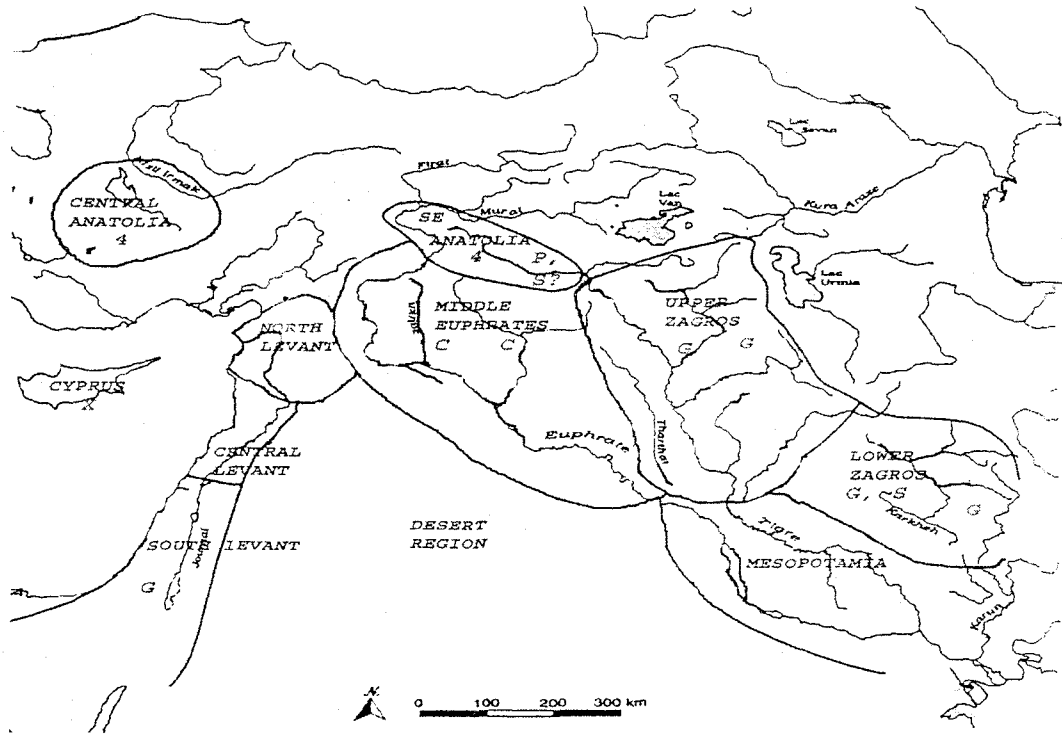 Lac
Sevan
Kizil Irmak
Firat
Lac
Van
Kura Araxe
CENTRAL
ANATOLIA
4
SE
Murat
ANATOLIA
4
P,
S?
Lac
Urmia
MIDDLE
EUPHRATES
C C
UPPER
ZAGROS
G G
NORTH
LEVANT
CYPRUS
X
Euphrate
Tharthar
CENTRAL
LEVANT
LOWER
ZAGROS
G, ~S
G
Karkheh
DESERT
REGION
Tigre
SOUTH LEVANT
MESOPOTAMIA
G
Karun
N
0 100 200 300 km